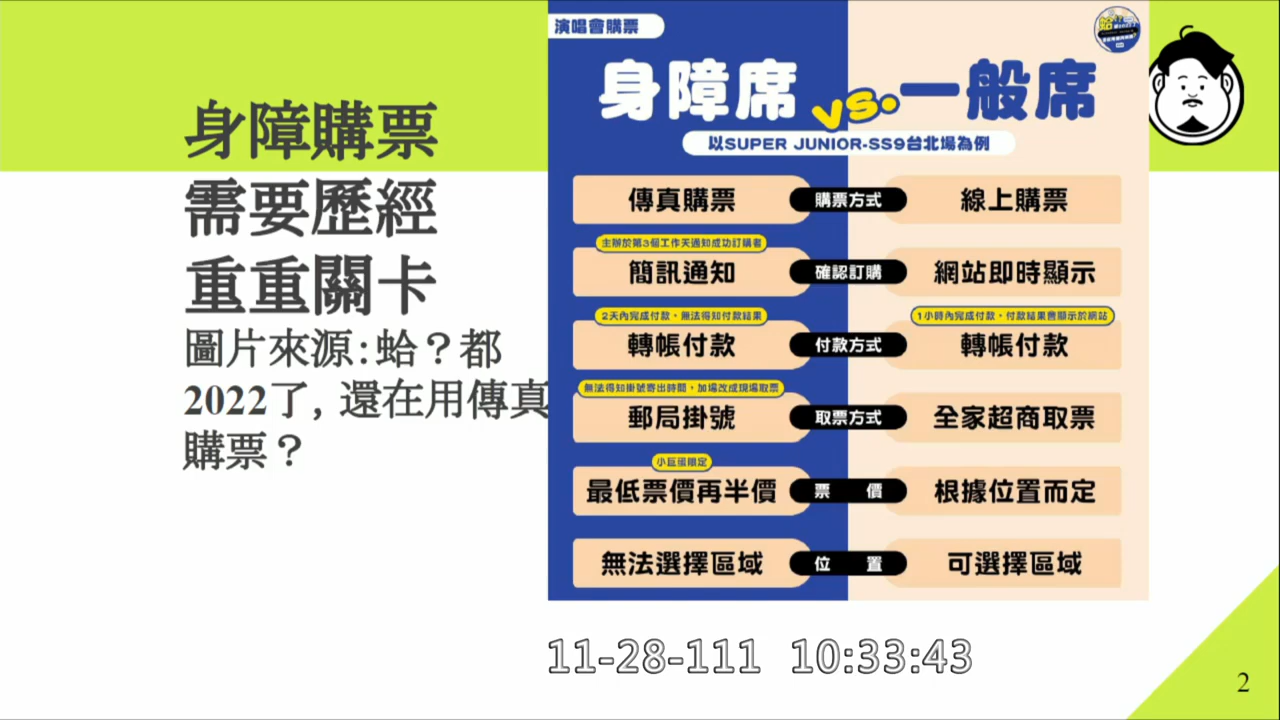 身障購票
需要歷經
重重關卡
圖片來源:蛤？都
2022了, 還在用傳真
購票？
演唱會購票
身障席 vs. 一般席
以SUPER JUNIOR-SS9台北場為例
傳真購票 購票方式 線上購票
主辦於第3個工作天通知成功訂購者
簡訊通知 確認訂購 網站即時顯示
2天內完成付款，無法得知付款結果 1小時內完成付款，付款結果會顯示於網站
轉帳付款 付款方式 轉帳付款
無法得知掛號寄出時間，加場改成現場取票
郵局掛號 取票方式 全家超商取票
小巨蛋限定
最低票價再半價 票 價 根據位置而定
無法選擇區域 位 置 可選擇區域
11-28-111 10:33:43
2